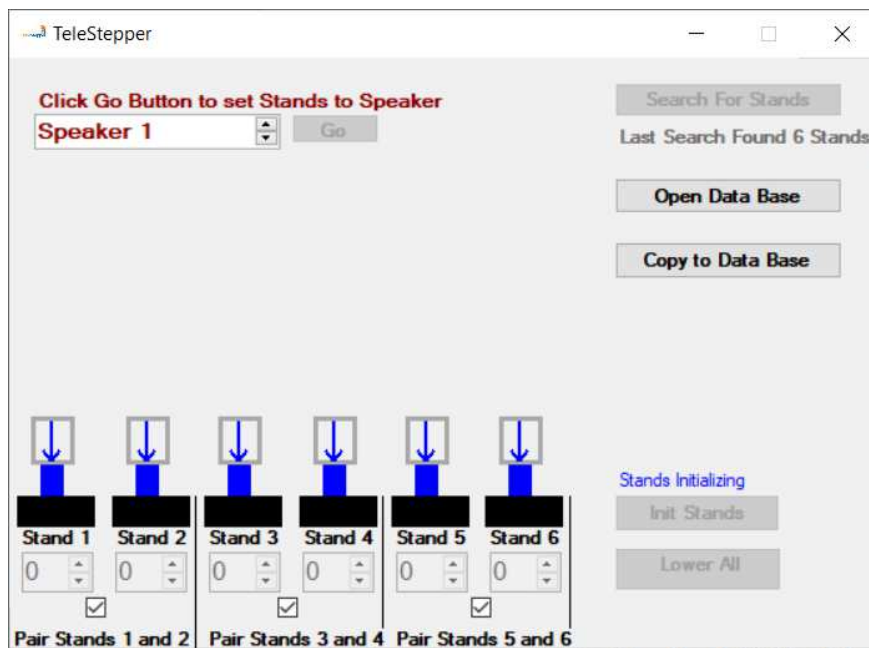 TeleStepper
Click Go Button to set Stands to Speaker
Speaker 1
Go
Search For Stands
Last Search Found 6 Stands
Open Data Base
Copy to Data Base
Stands Initializing
Init Stands
Lower All
Stand 1 Stand 2 Stand 3 Stand 4 Stand 5 Stand 6
0 0 0 0 0 0
Pair Stands 1 and 2 Pair Stands 3 and 4 Pair Stands 5 and 6